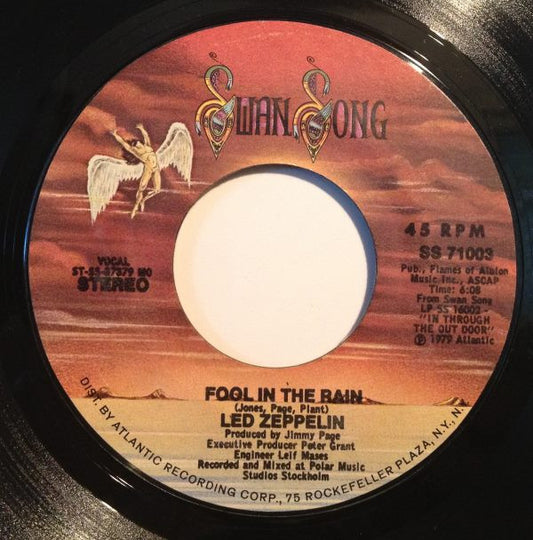 SWAN SONG
VOCAL
ST-SS-37379 MO
STEREO
45 RPM
SS 71003
Pub., Flames of Albion
Music Inc., ASCAP
Time: 6:08
From Swan Song
LP SS 16002 -
"IN THROUGH
THE OUT DOOR"
Ⓟ 1979 Atlantic
FOOL IN THE RAIN
(Jones, Page, Plant)
LED ZEPPELIN
Produced by Jimmy Page
Executive Producer Peter Grant
Engineer Leif Mases
Recorded and Mixed at Polar Music
Studios Stockholm
DIST. BY ATLANTIC RECORDING CORP., 75 ROCKEFELLER PLAZA, N.Y., N.